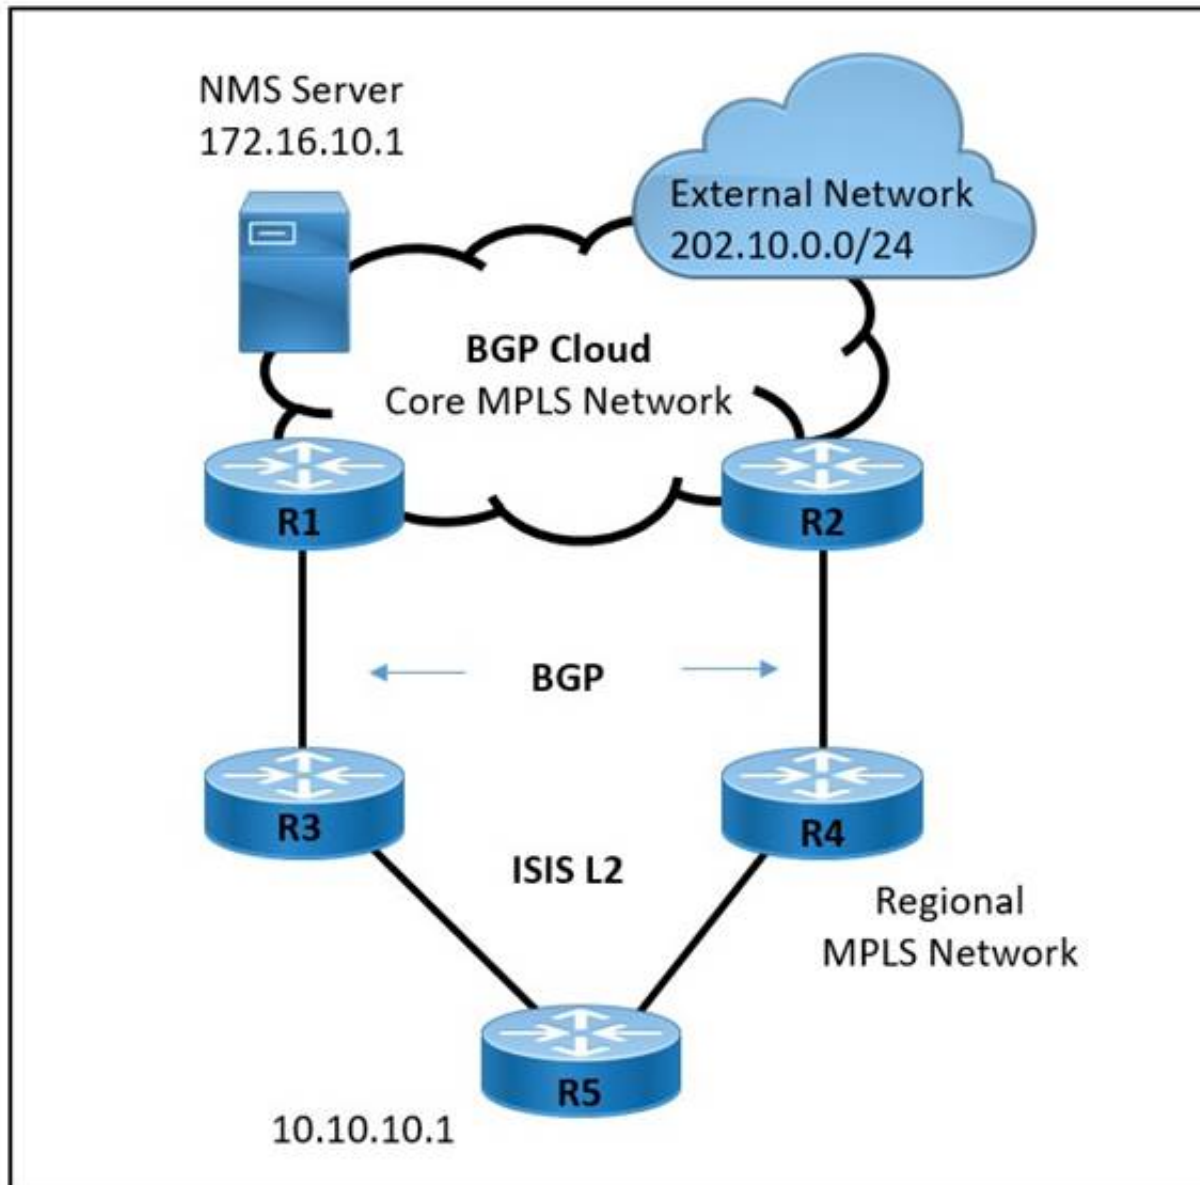 NMS Server
172.16.10.1
External Network
202.10.0.0/24
BGP Cloud
Core MPLS Network
R1
R2
BGP
R3
R4
ISIS L2
Regional
MPLS Network
R5
10.10.10.1